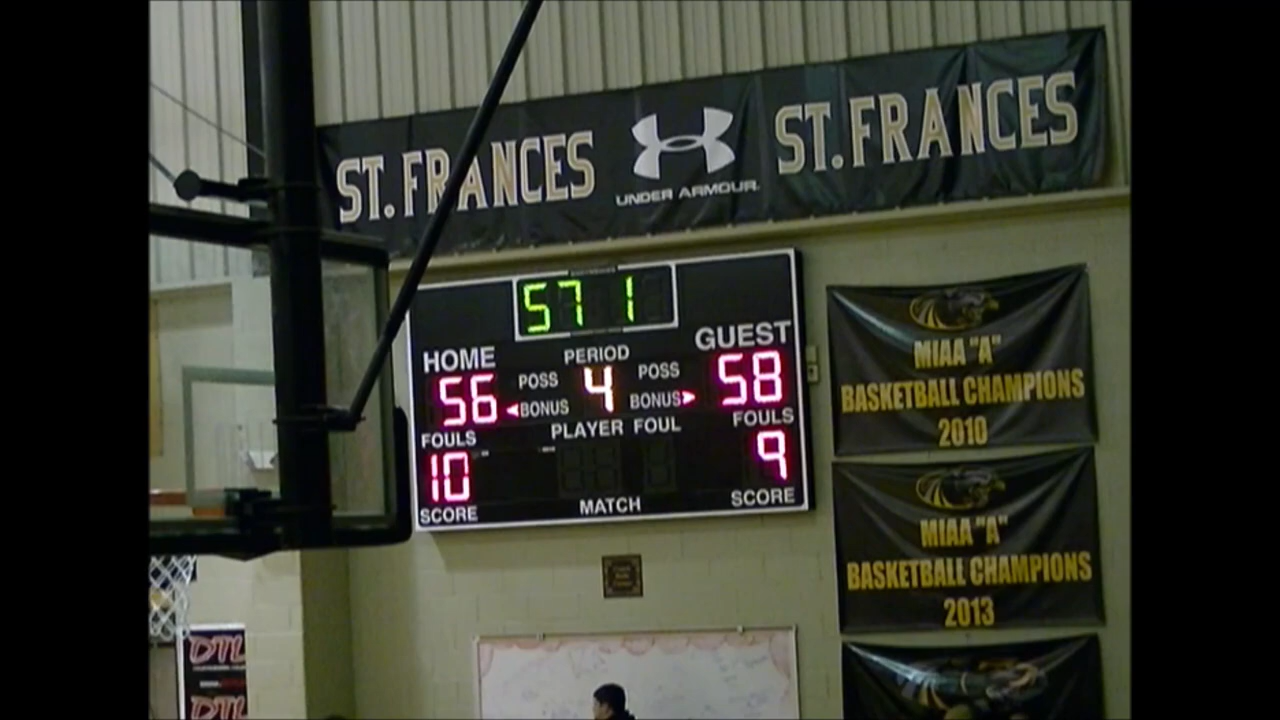 ST. FRANCES UNDER ARMOUR. ST. FRANCES
57 1
HOME PERIOD GUEST
56 POSS 4 POSS 58
BONUS BONUS
FOULS PLAYER FOUL FOULS
10 9
SCORE MATCH SCORE
MIAA "A"
BASKETBALL CHAMPIONS
2010
MIAA "A"
BASKETBALL CHAMPIONS
2013
DTL
DTL